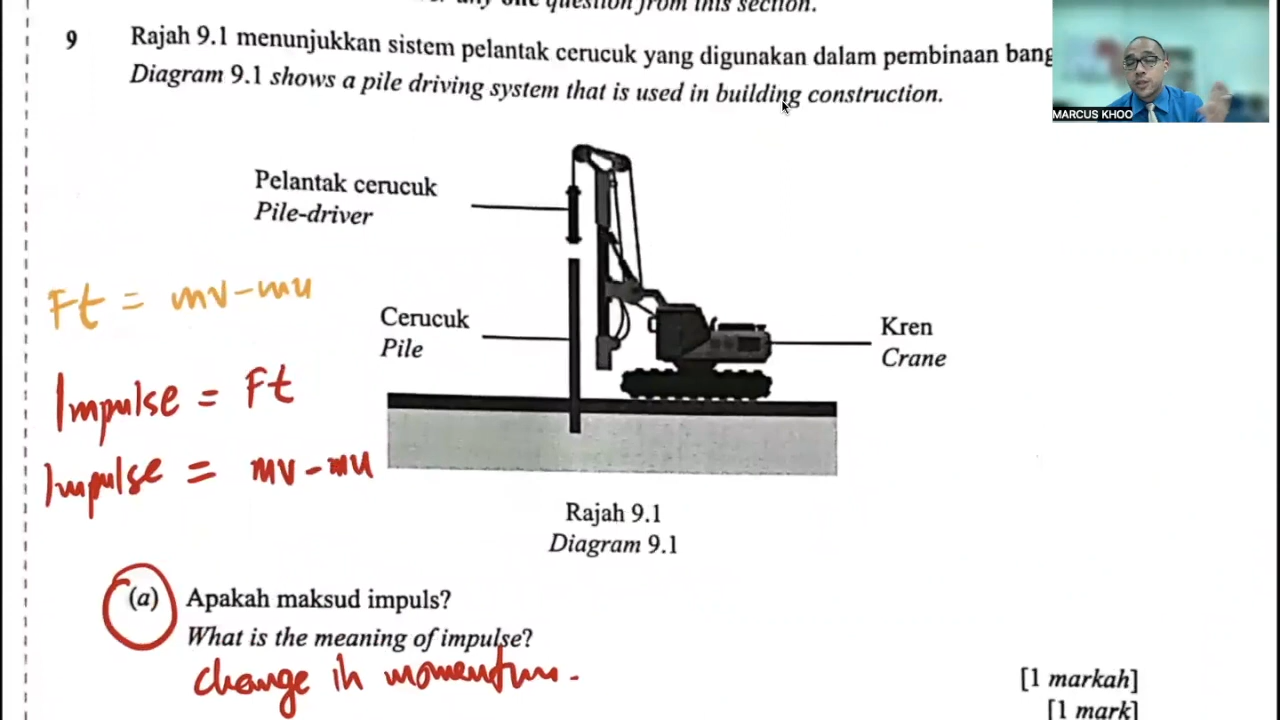 any one question from this section.
9 Rajah 9.1 menunjukkan sistem pelantak cerucuk yang digunakan dalam pembinaan bang
Diagram 9.1 shows a pile driving system that is used in building construction.
MARCUS KHOO
Pelantak cerucuk
Pile-driver
Ft = mv-mu
Cerucuk
Pile
Kren
Crane
Impulse = Ft
Impulse = mv-mu
Rajah 9.1
Diagram 9.1
(a) Apakah maksud impuls?
What is the meaning of impulse?
change in momentum.
[1 markah]
[1 mark]